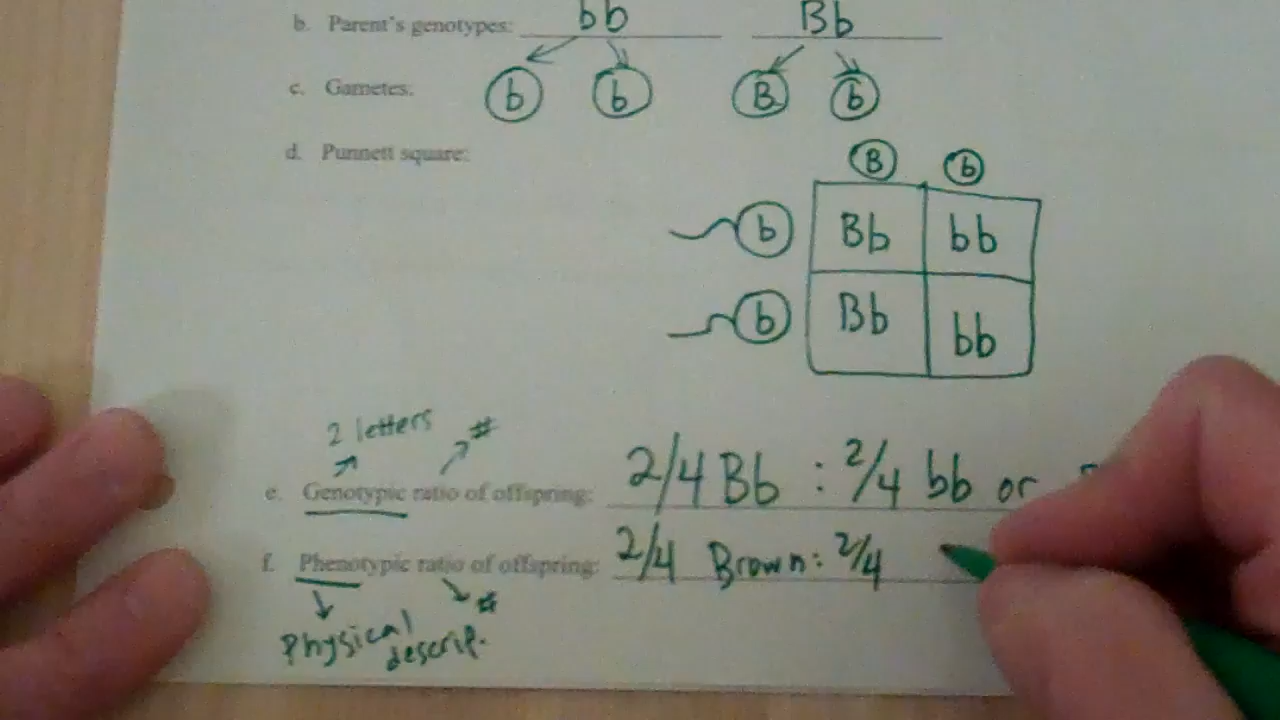 b. Parent's genotypes: bb Bb
c. Gametes: b b B b
d. Punnett square:
B b
b Bb bb
b Bb bb
2 letters #
e. Genotypic ratio of offspring: 2/4 Bb : 2/4 bb or
f. Phenotypic ratio of offspring: 2/4 Brown: 2/4
#
Physical
descrip.